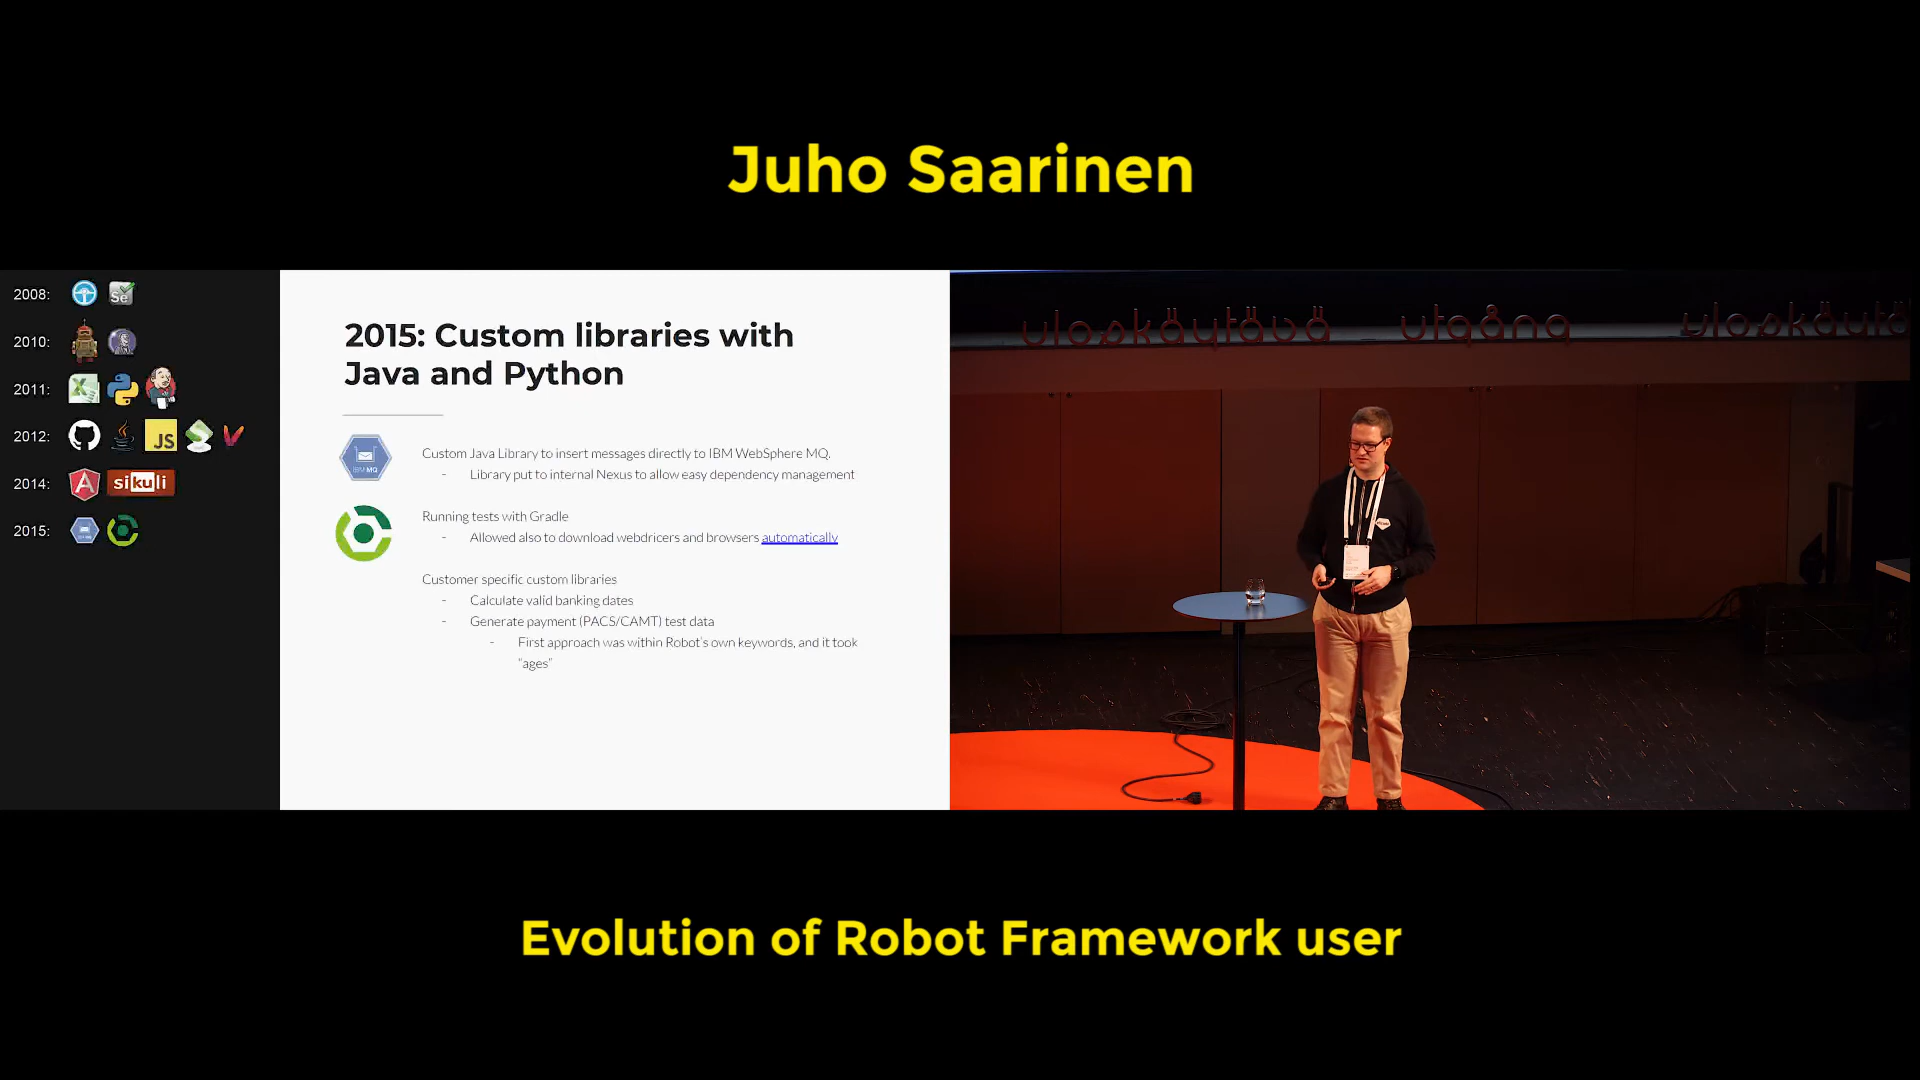 Juho Saarinen
2008:
Se
2010:
2011:
2012:
JS
2014:
sikuli
2015:
2015: Custom libraries with
Java and Python
IBM MQ
Custom Java Library to insert messages directly to IBM WebSphere MQ.
- Library put to internal Nexus to allow easy dependency management
Running tests with Gradle
- Allowed also to download webdricers and browsers automatically
Customer specific custom libraries
- Calculate valid banking dates
- Generate payment (PACS/CAMT) test data
- First approach was within Robot's own keywords, and it took
"ages"
uloskäytävä
utgång
uloskäytä
Evolution of Robot Framework user